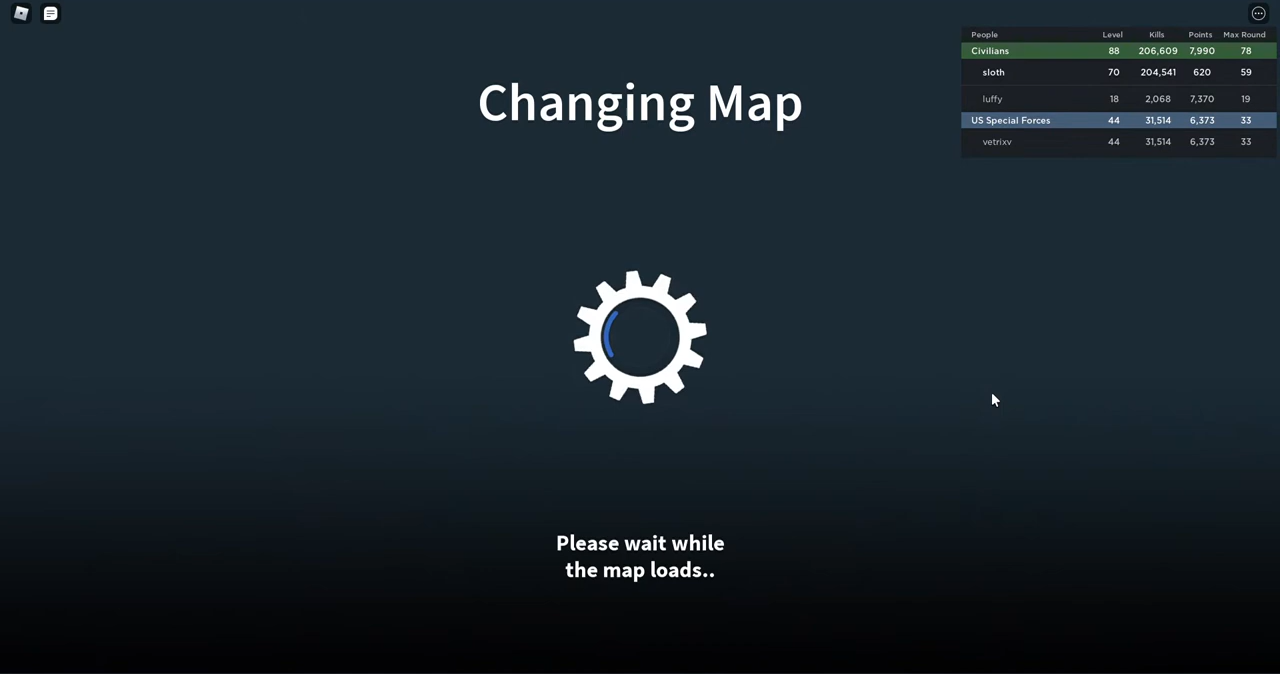 People Level Kills Points Max Round
Civilians 88 206,609 7,990 78
sloth 70 204,541 620 59
luffy 18 2,068 7,370 19
US Special Forces 44 31,514 6,373 33
vetrixv 44 31,514 6,373 33
Changing Map
Please wait while
the map loads..